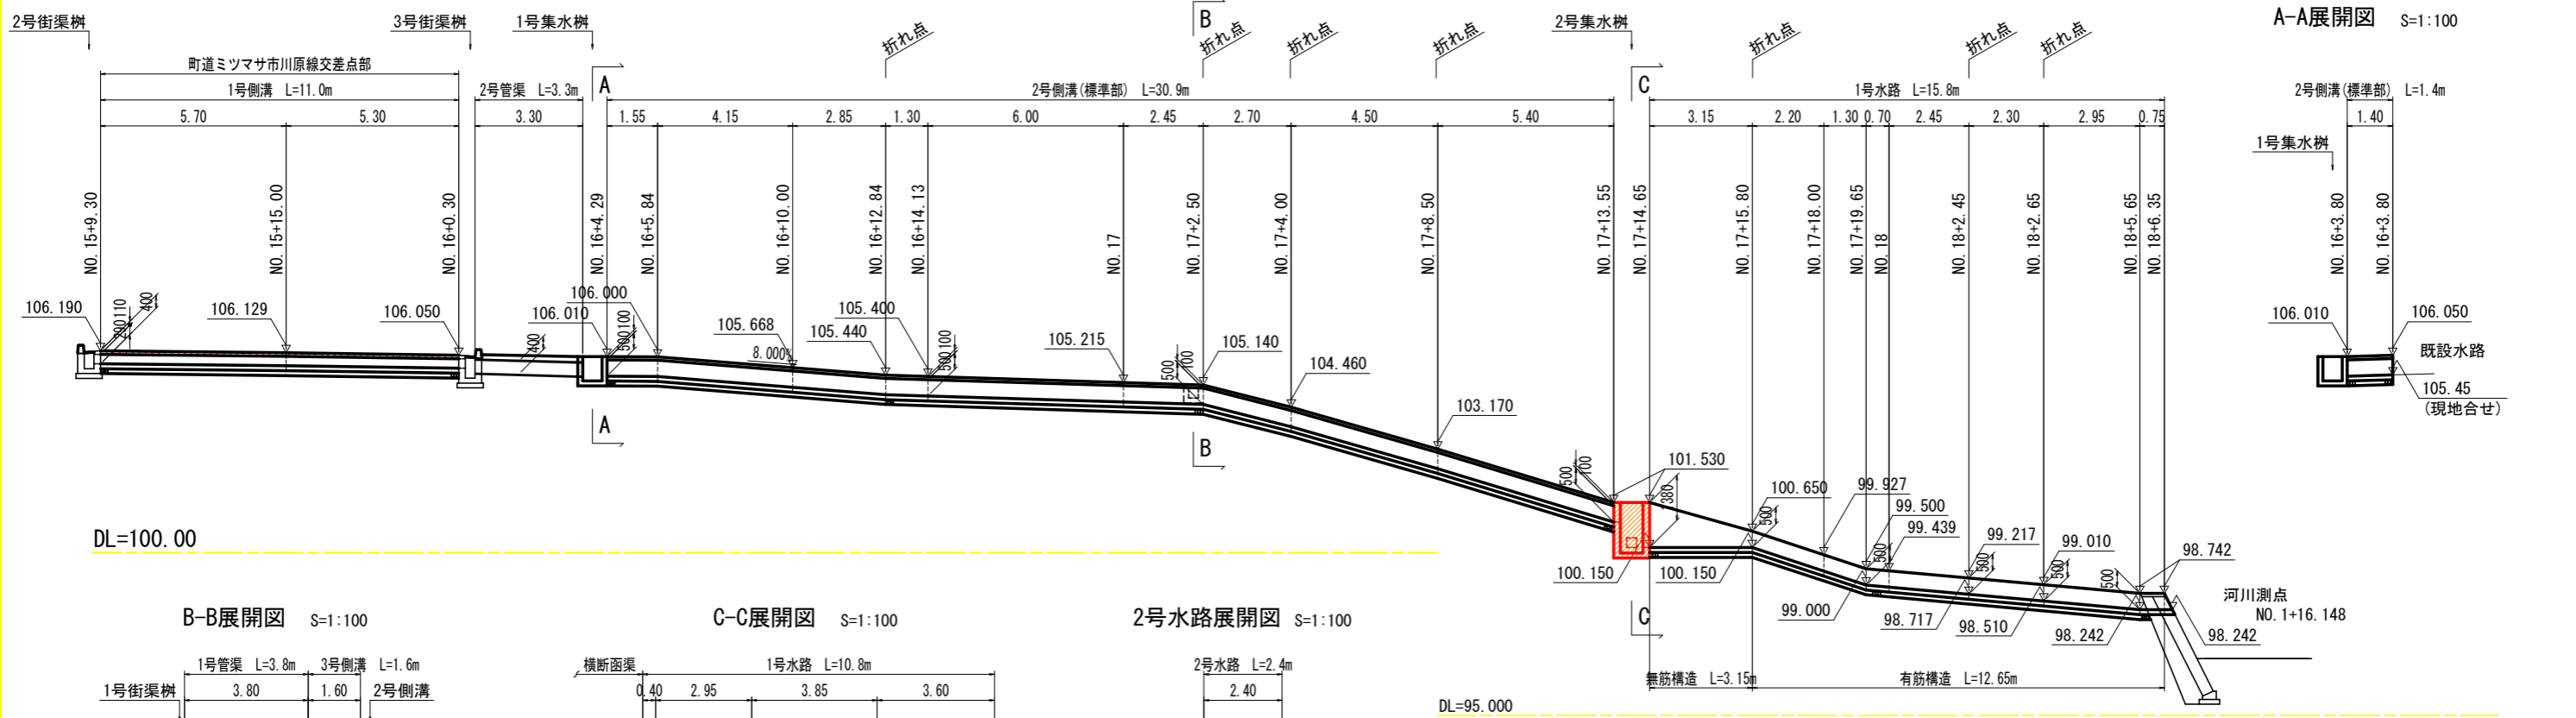 2号街渠桝
3号街渠桝
1号集水桝
折れ点
B
折れ点
折れ点
折れ点
2号集水桝
折れ点
折れ点
折れ点
A-A展開図 S=1:100
町道ミツマサ市川原線交差点部
1号側溝 L=11.0m
2号管渠 L=3.3m
A
2号側溝(標準部) L=30.9m
C
1号水路 L=15.8m
2号側溝(標準部) L=1.4m
5.70
5.30
3.30
1.55
4.15
2.85
1.30
6.00
2.45
2.70
4.50
5.40
3.15
2.20
1.30
0.70
2.45
2.30
2.95
0.75
1.40
1号集水桝
NO.15+9.30
NO.15+15.00
NO.16+0.30
NO.16+4.29
NO.16+5.84
NO.16+10.00
NO.16+12.84
NO.16+14.13
NO.17
NO.17+2.50
NO.17+4.00
NO.17+8.50
NO.17+13.55
NO.17+14.65
NO.17+15.80
NO.17+18.00
NO.17+19.65
NO.18
NO.18+2.45
NO.18+2.65
NO.18+5.65
NO.18+6.35
NO.16+3.80
NO.16+3.80
106.190
110
400
106.129
106.050
400
106.010
106.000
500
100
105.668
8.000%
105.440
105.400
500
100
105.215
500
100
105.140
104.460
103.170
500
100
101.530
1380
100.650
500
99.927
99.500
500
99.439
99.217
500
99.010
500
500
98.742
106.010
106.050
既設水路
105.45
(現地合せ)
A
B
DL=100.00
100.150
100.150
99.000
98.717
98.510
98.242
98.242
河川測点
NO.1+16.148
C
B-B展開図 S=1:100
C-C展開図 S=1:100
2号水路展開図 S=1:100
1号管渠 L=3.8m
3号側溝 L=1.6m
1号街渠桝
3.80
1.60
2号側溝
横断函渠
1号水路 L=10.8m
0.40
2.95
3.85
3.60
2号水路 L=2.4m
2.40
無筋構造 L=3.15m
有筋構造 L=12.65m
DL=95.000